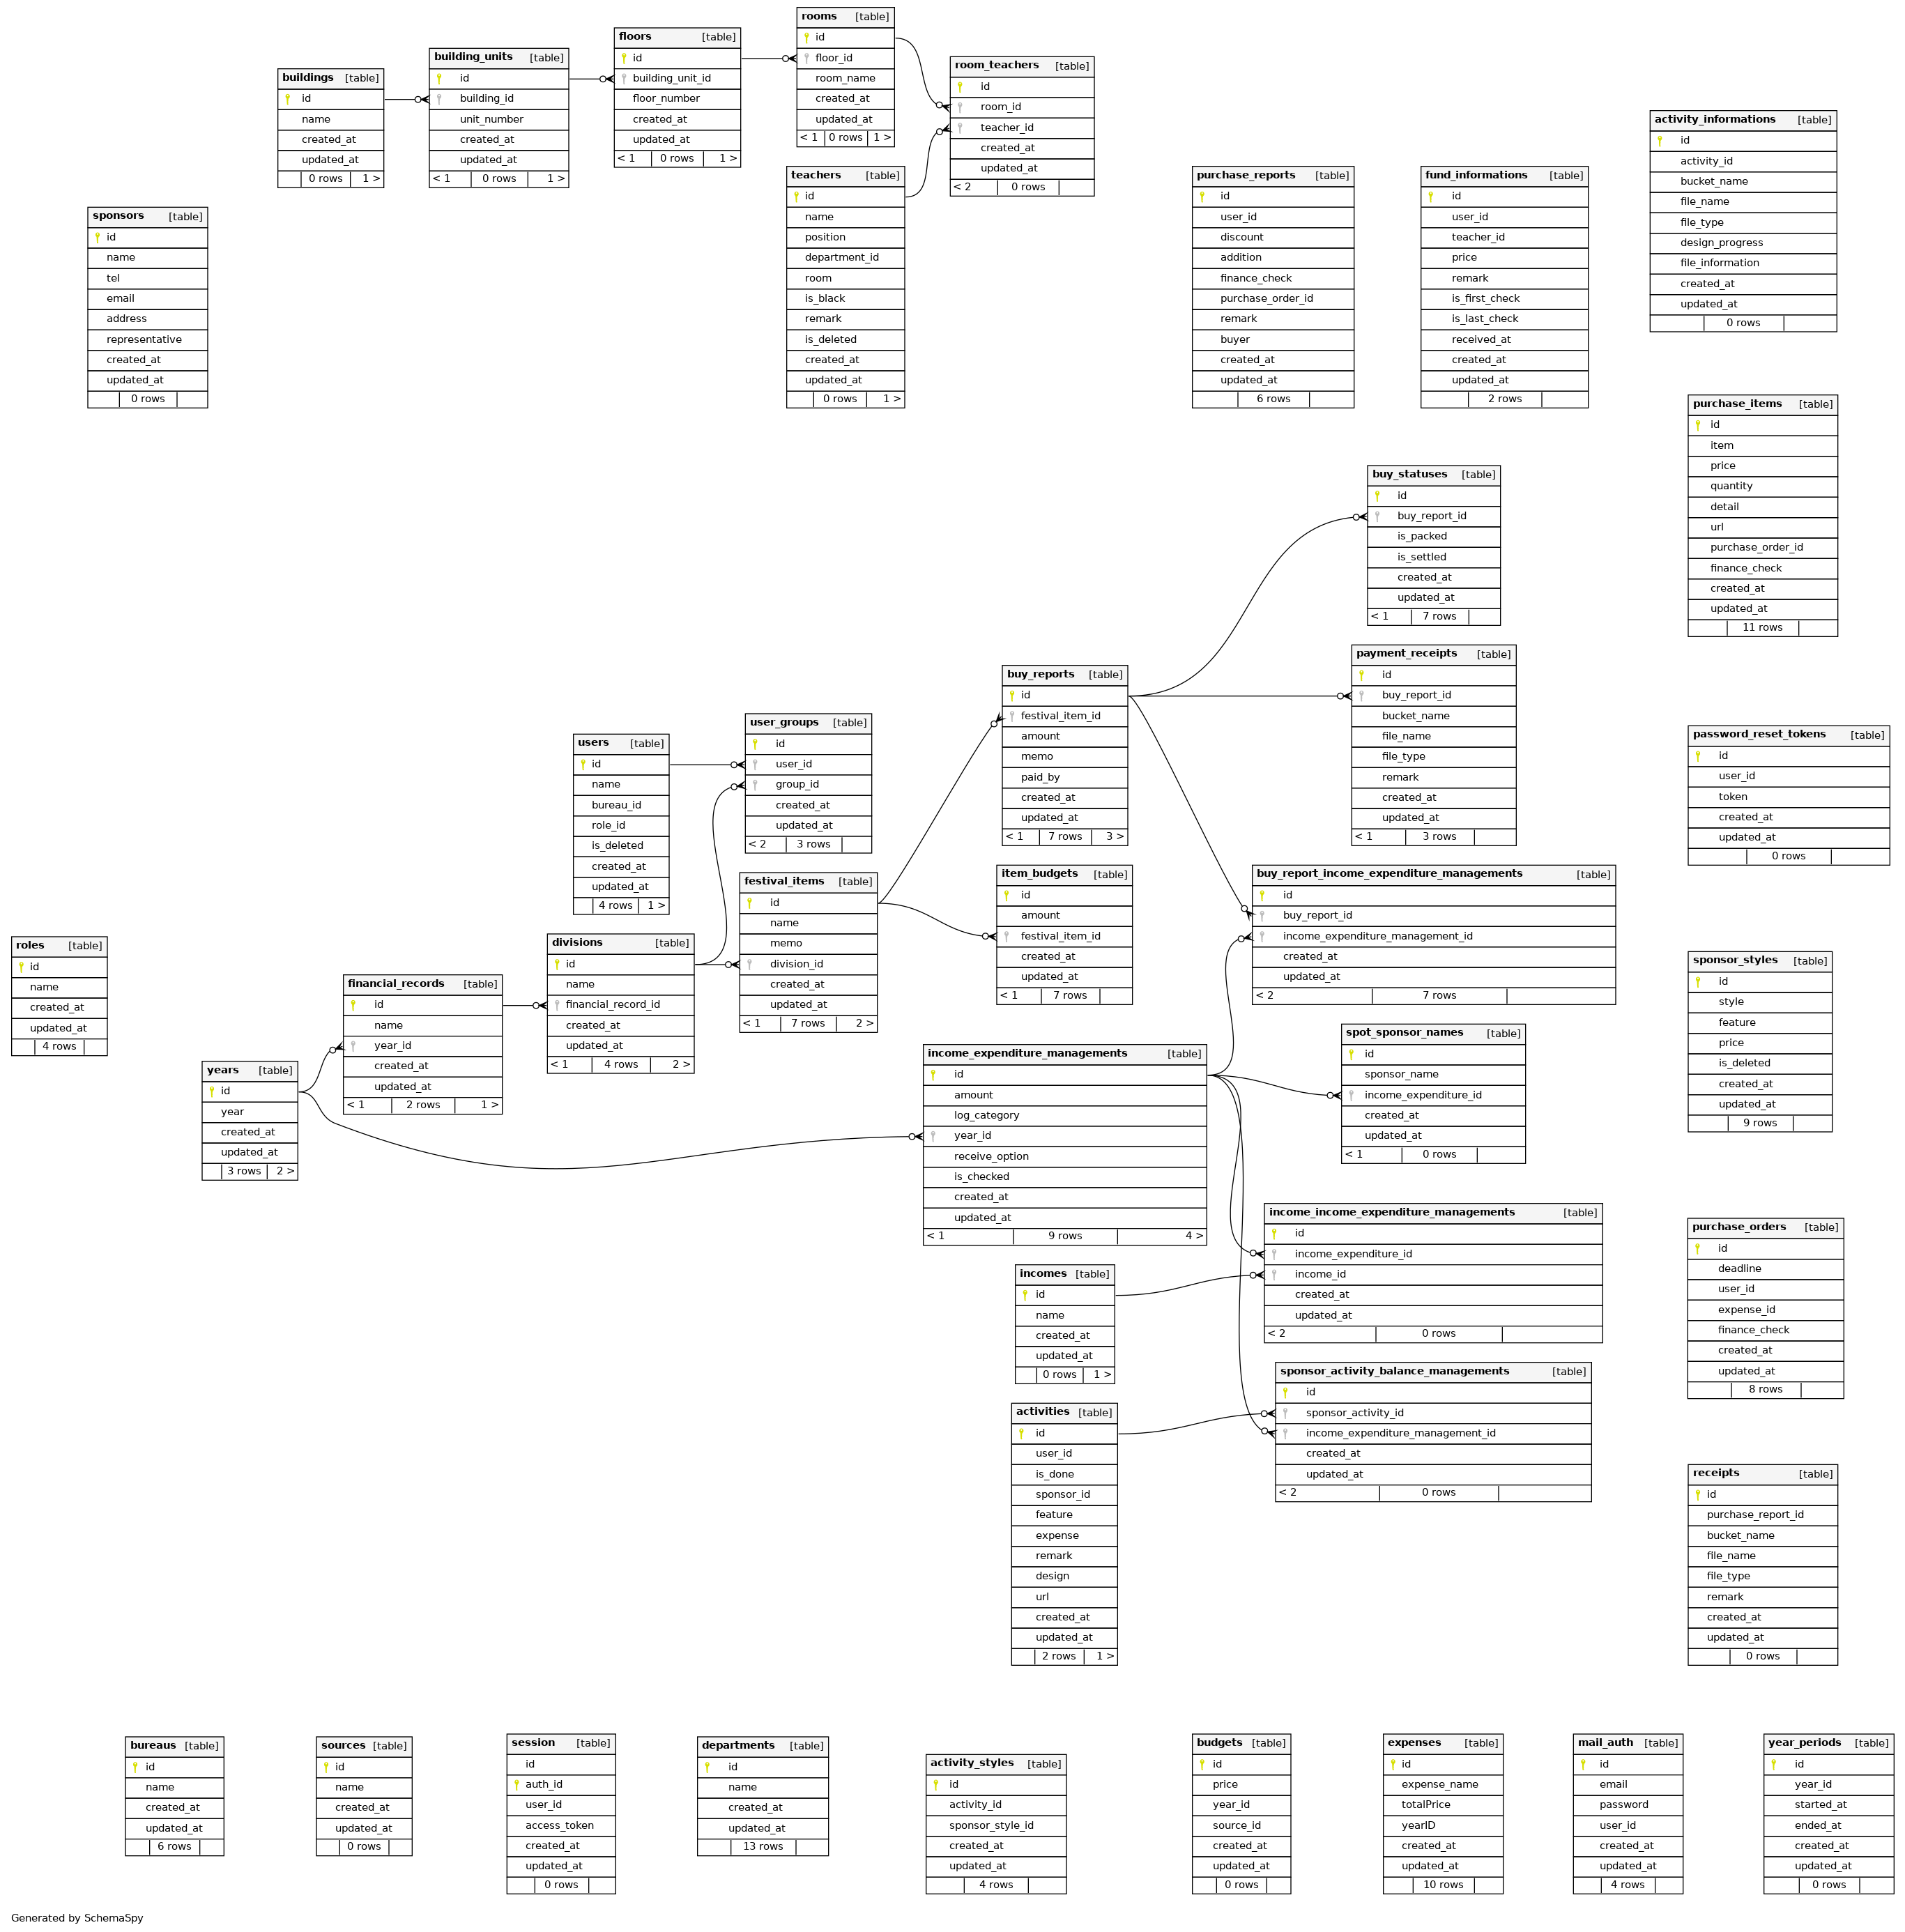 rooms [table]
id
floor_id
room_name
created_at
updated_at
< 1 0 rows 1 >
floors [table]
id
building_unit_id
floor_number
created_at
updated_at
< 1 0 rows 1 >
building_units [table]
id
building_id
unit_number
created_at
updated_at
< 1 0 rows 1 >
buildings [table]
id
name
created_at
updated_at
0 rows 1 >
room_teachers [table]
id
room_id
teacher_id
created_at
updated_at
< 2 0 rows
teachers [table]
id
name
position
department_id
room
is_black
remark
is_deleted
created_at
updated_at
0 rows 1 >
sponsors [table]
id
name
tel
email
address
representative
created_at
updated_at
0 rows
purchase_reports [table]
id
user_id
discount
addition
finance_check
purchase_order_id
remark
buyer
created_at
updated_at
6 rows
fund_informations [table]
id
user_id
teacher_id
price
remark
is_first_check
is_last_check
received_at
created_at
updated_at
2 rows
activity_informations [table]
id
activity_id
bucket_name
file_name
file_type
design_progress
file_information
created_at
updated_at
0 rows
purchase_items [table]
id
item
price
quantity
detail
url
purchase_order_id
finance_check
created_at
updated_at
11 rows
buy_statuses [table]
id
buy_report_id
is_packed
is_settled
created_at
updated_at
< 1 7 rows
payment_receipts [table]
id
buy_report_id
bucket_name
file_name
file_type
remark
created_at
updated_at
< 1 3 rows
buy_reports [table]
id
festival_item_id
amount
memo
paid_by
created_at
updated_at
< 1 7 rows 3 >
user_groups [table]
id
user_id
group_id
created_at
updated_at
< 2 3 rows
users [table]
id
name
bureau_id
role_id
is_deleted
created_at
updated_at
4 rows 1 >
password_reset_tokens [table]
id
user_id
token
created_at
updated_at
0 rows
festival_items [table]
id
name
memo
division_id
created_at
updated_at
< 1 7 rows 2 >
item_budgets [table]
id
amount
festival_item_id
created_at
updated_at
< 1 7 rows
buy_report_income_expenditure_managements [table]
id
buy_report_id
income_expenditure_management_id
created_at
updated_at
< 2 7 rows
roles [table]
id
name
created_at
updated_at
4 rows
divisions [table]
id
name
financial_record_id
created_at
updated_at
< 1 4 rows 2 >
financial_records [table]
id
name
year_id
created_at
updated_at
< 1 2 rows 1 >
years [table]
id
year
created_at
updated_at
3 rows 2 >
income_expenditure_managements [table]
id
amount
log_category
year_id
receive_option
is_checked
created_at
updated_at
< 1 9 rows 4 >
spot_sponsor_names [table]
id
sponsor_name
income_expenditure_id
created_at
updated_at
< 1 0 rows
sponsor_styles [table]
id
style
feature
price
is_deleted
created_at
updated_at
9 rows
income_income_expenditure_managements [table]
id
income_expenditure_id
income_id
created_at
updated_at
< 2 0 rows
incomes [table]
id
name
created_at
updated_at
0 rows 1 >
purchase_orders [table]
id
deadline
user_id
expense_id
finance_check
created_at
updated_at
8 rows
sponsor_activity_balance_managements [table]
id
sponsor_activity_id
income_expenditure_management_id
created_at
updated_at
< 2 0 rows
activities [table]
id
user_id
is_done
sponsor_id
feature
expense
remark
design
url
created_at
updated_at
2 rows 1 >
receipts [table]
id
purchase_report_id
bucket_name
file_name
file_type
remark
created_at
updated_at
0 rows
bureaus [table]
id
name
created_at
updated_at
6 rows
sources [table]
id
name
created_at
updated_at
0 rows
session [table]
id
auth_id
user_id
access_token
created_at
updated_at
0 rows
departments [table]
id
name
created_at
updated_at
13 rows
activity_styles [table]
id
activity_id
sponsor_style_id
created_at
updated_at
4 rows
budgets [table]
id
price
year_id
source_id
created_at
updated_at
0 rows
expenses [table]
id
expense_name
totalPrice
yearID
created_at
updated_at
10 rows
mail_auth [table]
id
email
password
user_id
created_at
updated_at
4 rows
year_periods [table]
id
year_id
started_at
ended_at
created_at
updated_at
0 rows
Generated by SchemaSpy